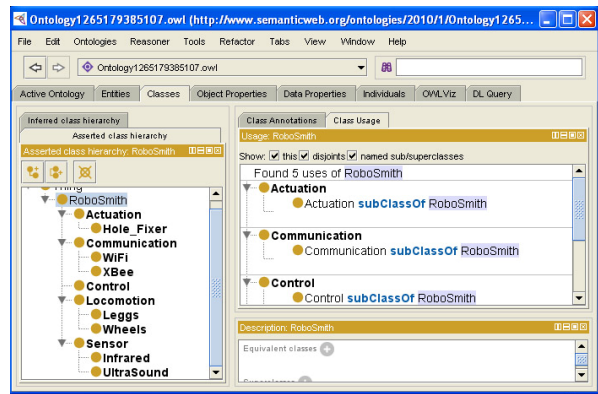 Ontology1265179385107.owl (http://www.semanticweb.org/ontologies/2010/1/Ontology1265...
File Edit Ontologies Reasoner Tools Refactor Tabs View Window Help
Ontology1265179385107.owl
Active Ontology Entities Classes Object Properties Data Properties Individuals OWLViz DL Query
Inferred class hierarchy
Asserted class hierarchy
Asserted class hierarchy: RoboSmith
Thing
RoboSmith
Actuation
Hole_Fixer
Communication
WiFi
XBee
Control
Locomotion
Leggs
Wheels
Sensor
Infrared
UltraSound
Class Annotations Class Usage
Usage: RoboSmith
Show: this disjoints named sub/superclasses
Found 5 uses of RoboSmith
Actuation
Actuation subClassOf RoboSmith
Communication
Communication subClassOf RoboSmith
Control
Control subClassOf RoboSmith
Description: RoboSmith
Equivalent classes
Superclasses